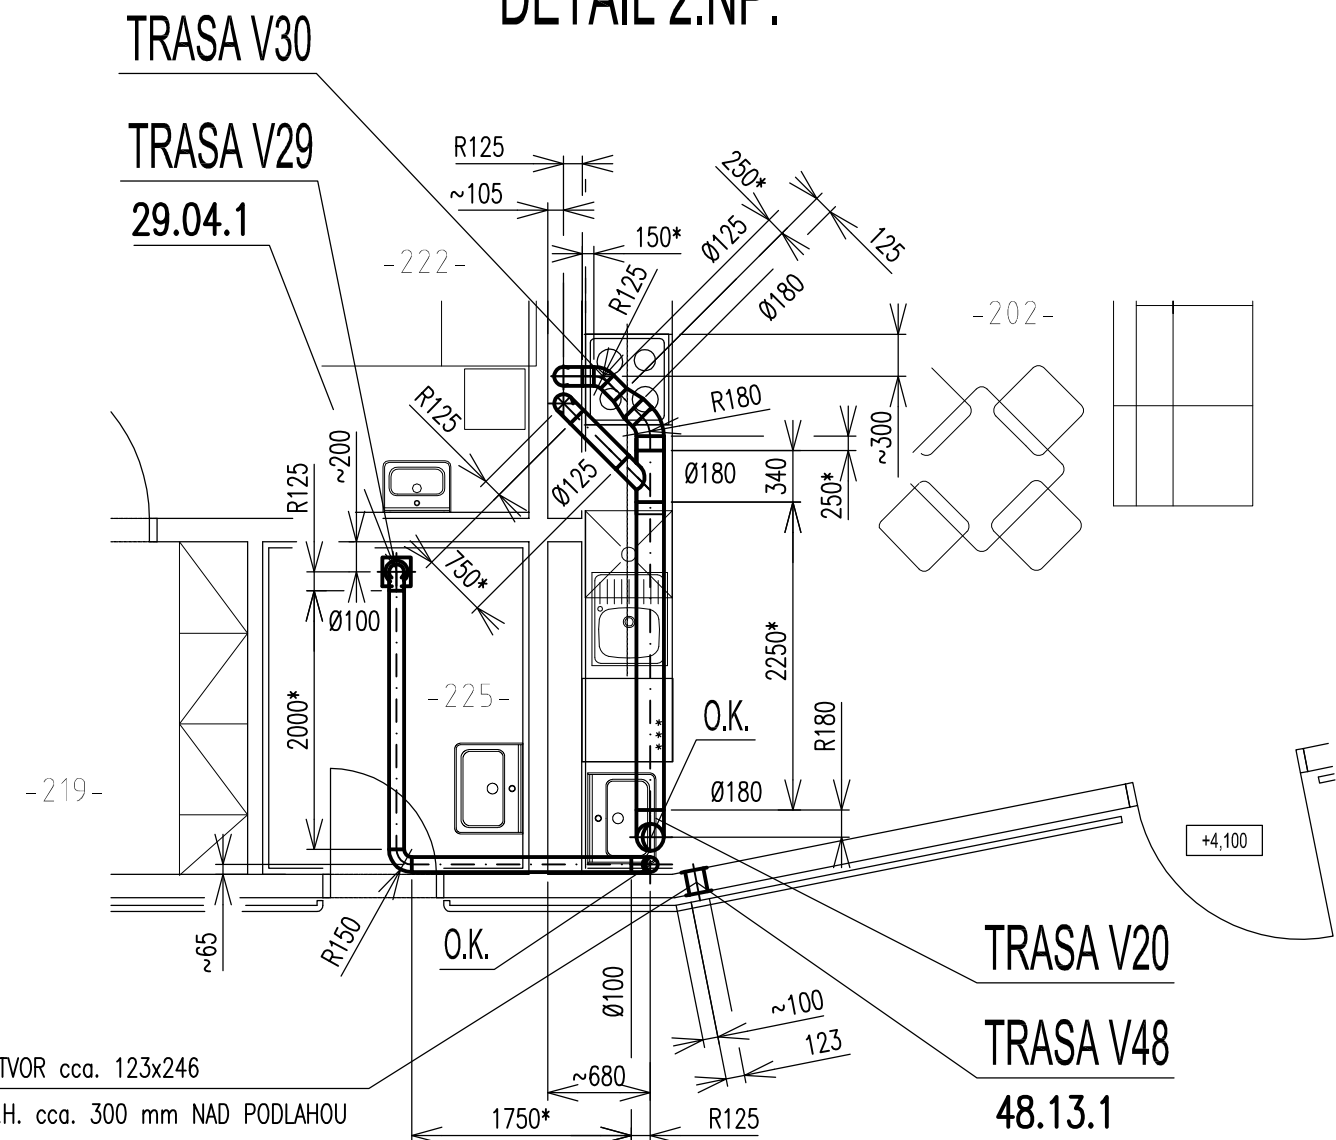 DETAIL 2.NP.
TRASA V30
TRASA V29
29.04.1
R125
~105
150*
R125
250*
Ø125
125
Ø180
-222-
-202-
R125
~200
R125
Ø125
R180
Ø180
340
250*
~300
750*
Ø100
2000*
-225-
2250*
O.K.
R180
Ø180
-219-
+4,100
~65
R150
O.K.
Ø100
~100
123
TRASA V20
TRASA V48
48.13.1
TVOR cca. 123x246
.H. cca. 300 mm NAD PODLAHOU
~680
1750*
R125